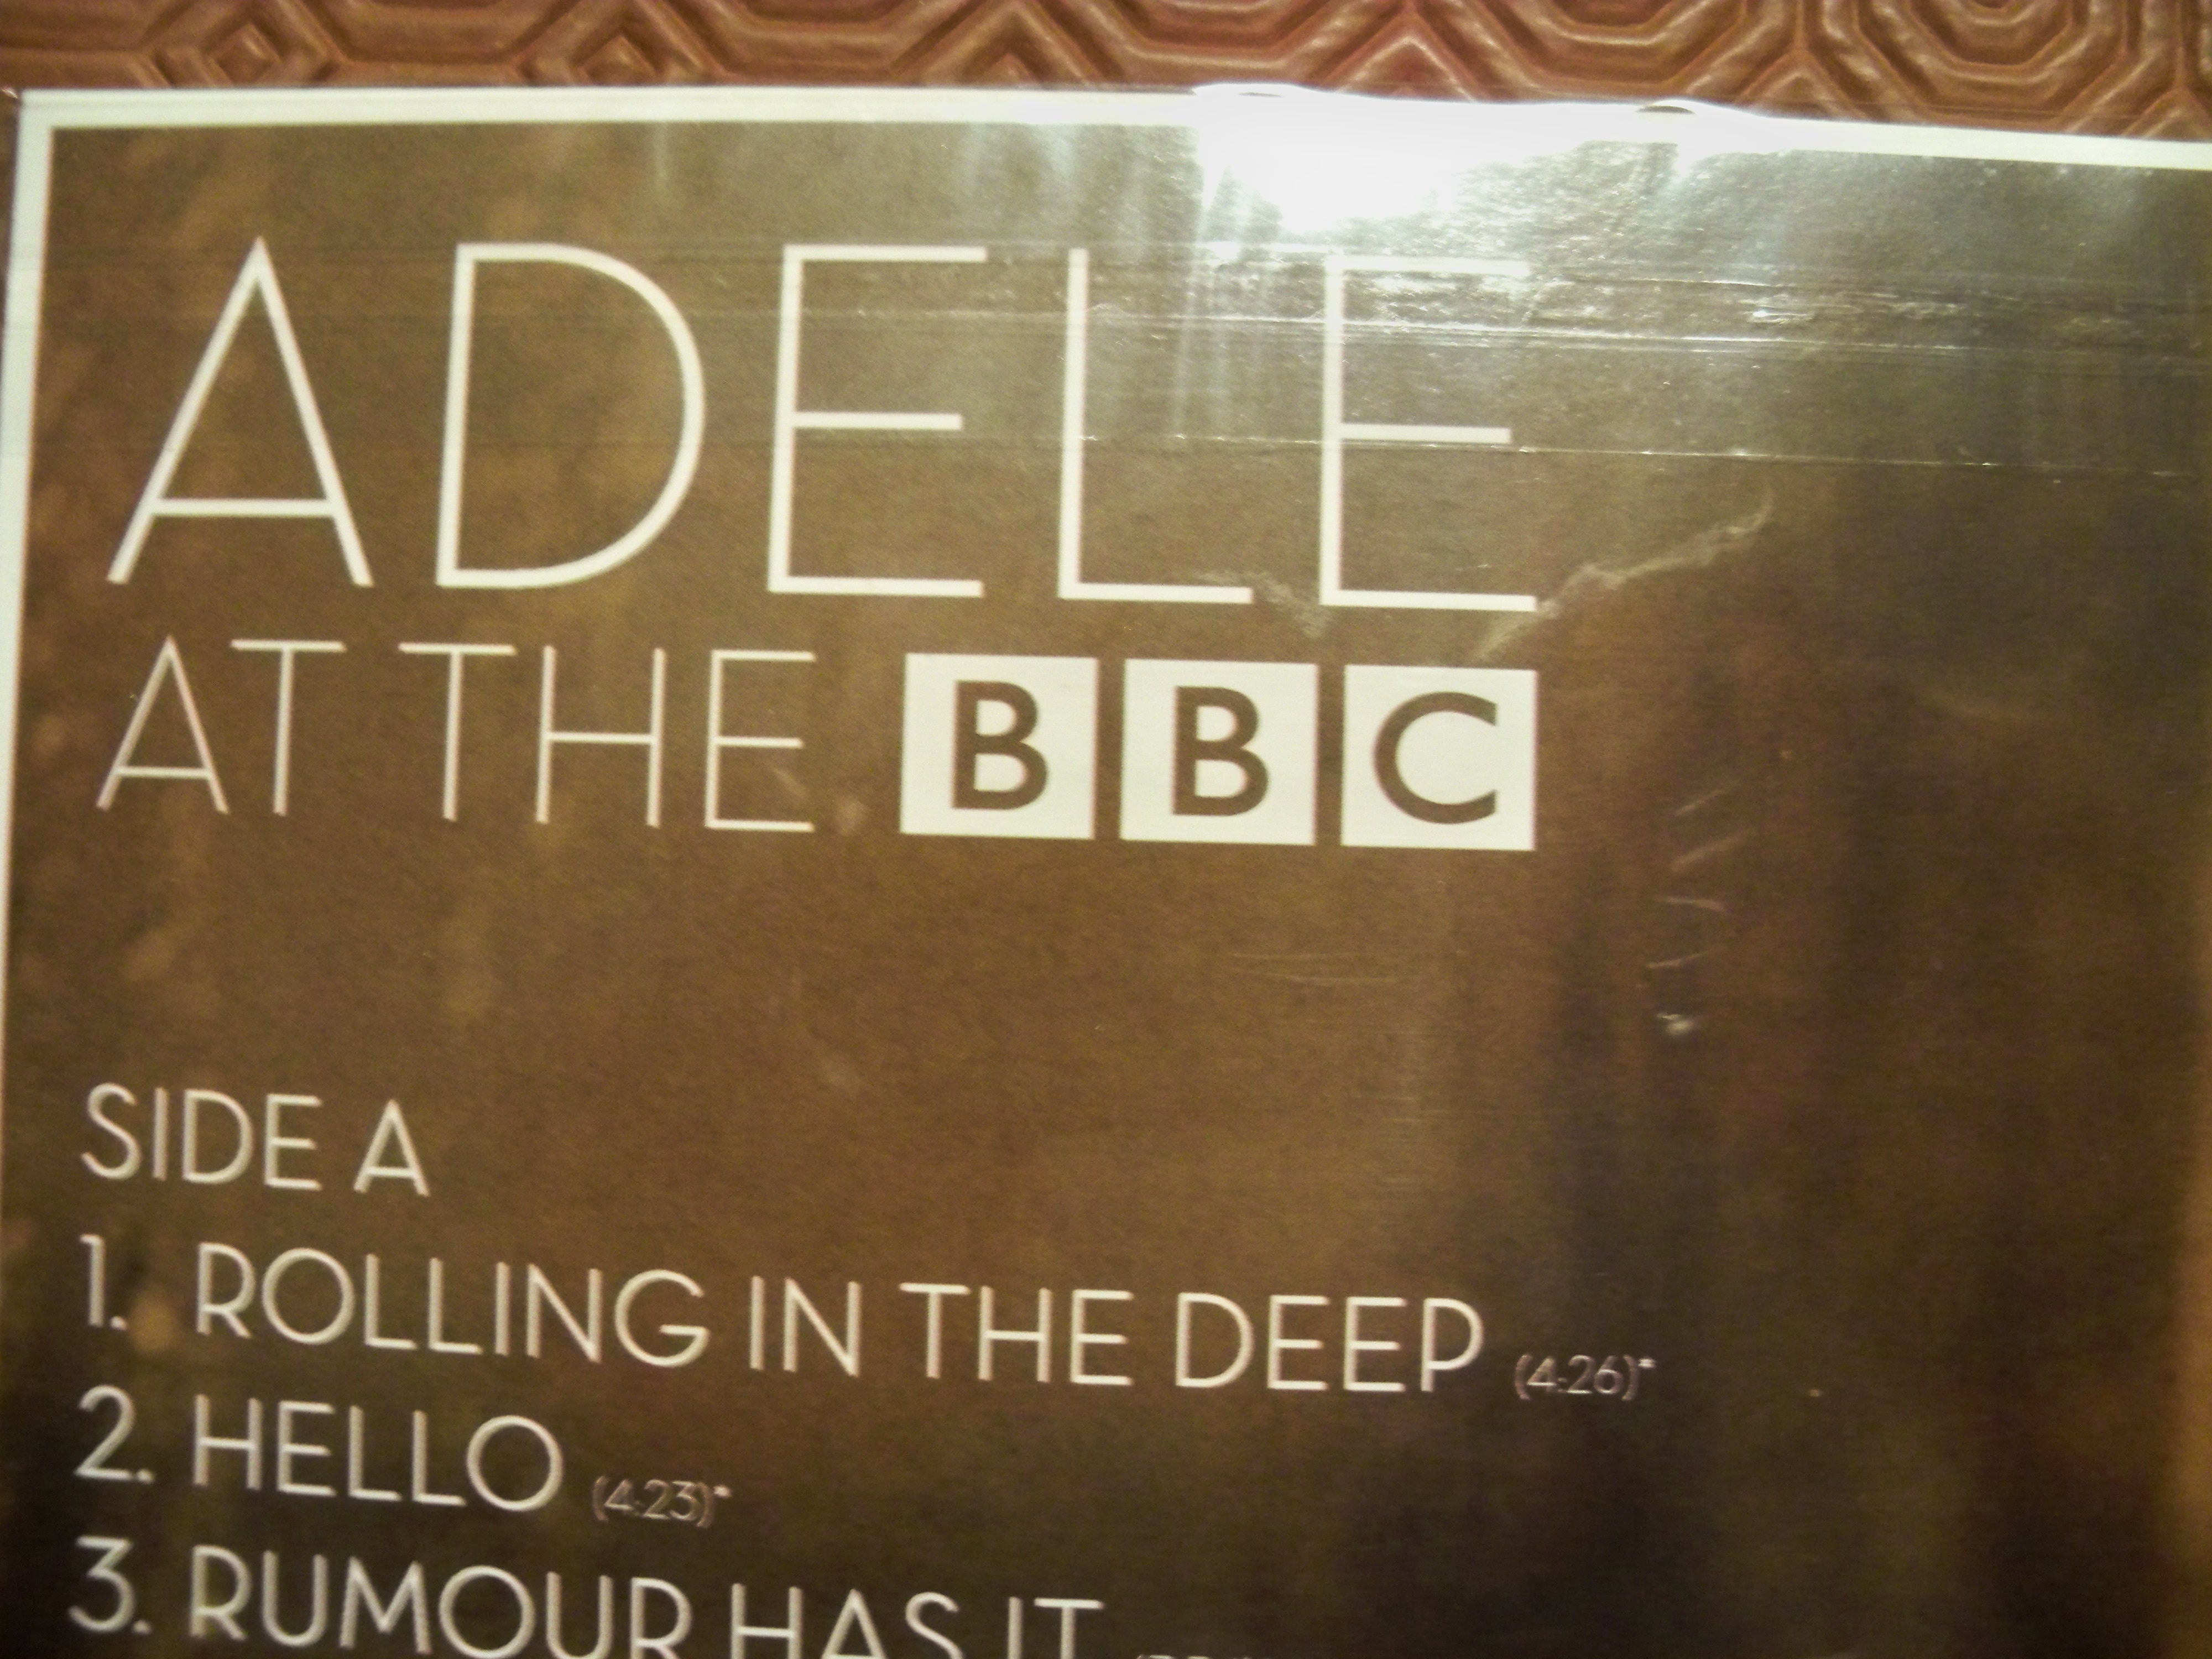 ADELE
AT THE BBC
SIDE A
1. ROLLING IN THE DEEP (4:26)*
2. HELLO (4:23)*
3. RUMOUR HAS IT